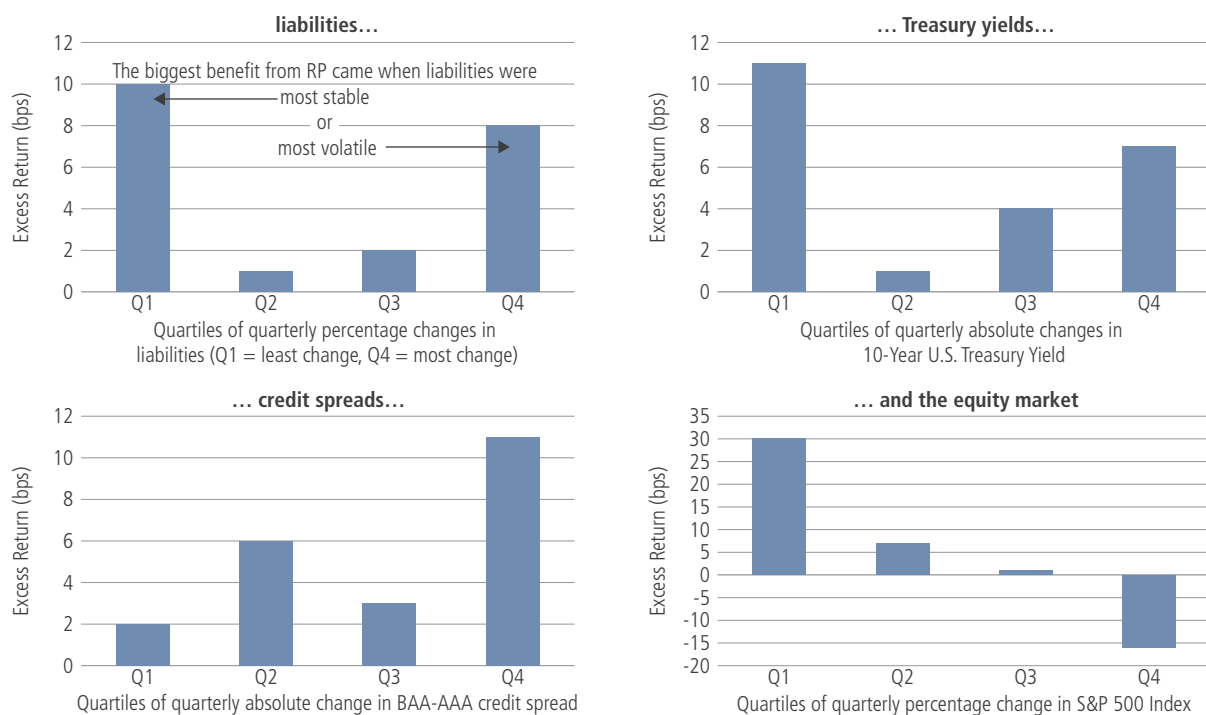 liabilities…
12
10
8
6
4
2
0
Excess Return (bps)
The biggest benefit from RP came when liabilities were
most stable
or
most volatile
Q1 Q2 Q3 Q4
Quartiles of quarterly percentage changes in
liabilities (Q1 = least change, Q4 = most change)
… Treasury yields…
12
10
8
6
4
2
0
Excess Return (bps)
Q1 Q2 Q3 Q4
Quartiles of quarterly absolute changes in
10-Year U.S. Treasury Yield
… credit spreads…
12
10
8
6
4
2
0
Excess Return (bps)
Q1 Q2 Q3 Q4
Quartiles of quarterly absolute change in BAA-AAA credit spread
… and the equity market
35
30
25
20
15
10
5
0
-5
-10
-15
-20
Excess Return (bps)
Q1 Q2 Q3 Q4
Quartiles of quarterly percentage change in S&P 500 Index